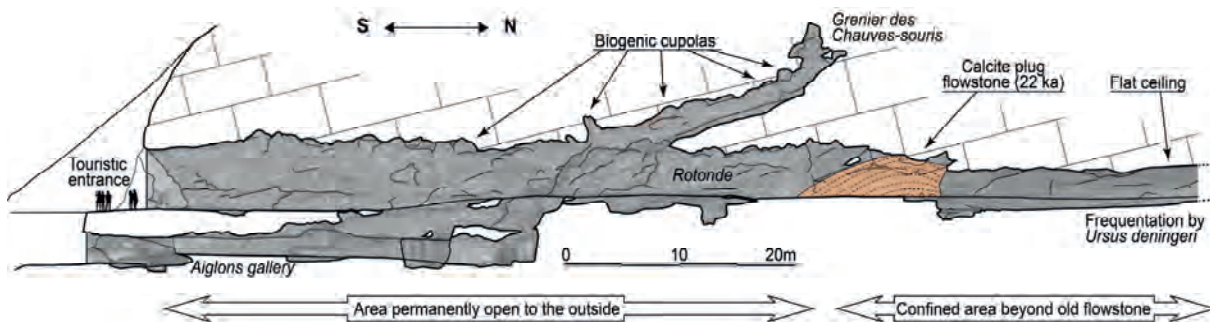 S N
Grenier des
Chauves-souris
Biogenic cupolas
Calcite plug
flowstone (22 ka)
Flat ceiling
Touristic
entrance
Rotonde
Frequentation by
Ursus deningeri
Aiglons gallery
0 10 20m
Area permanently open to the outside
Confined area beyond old flowstone